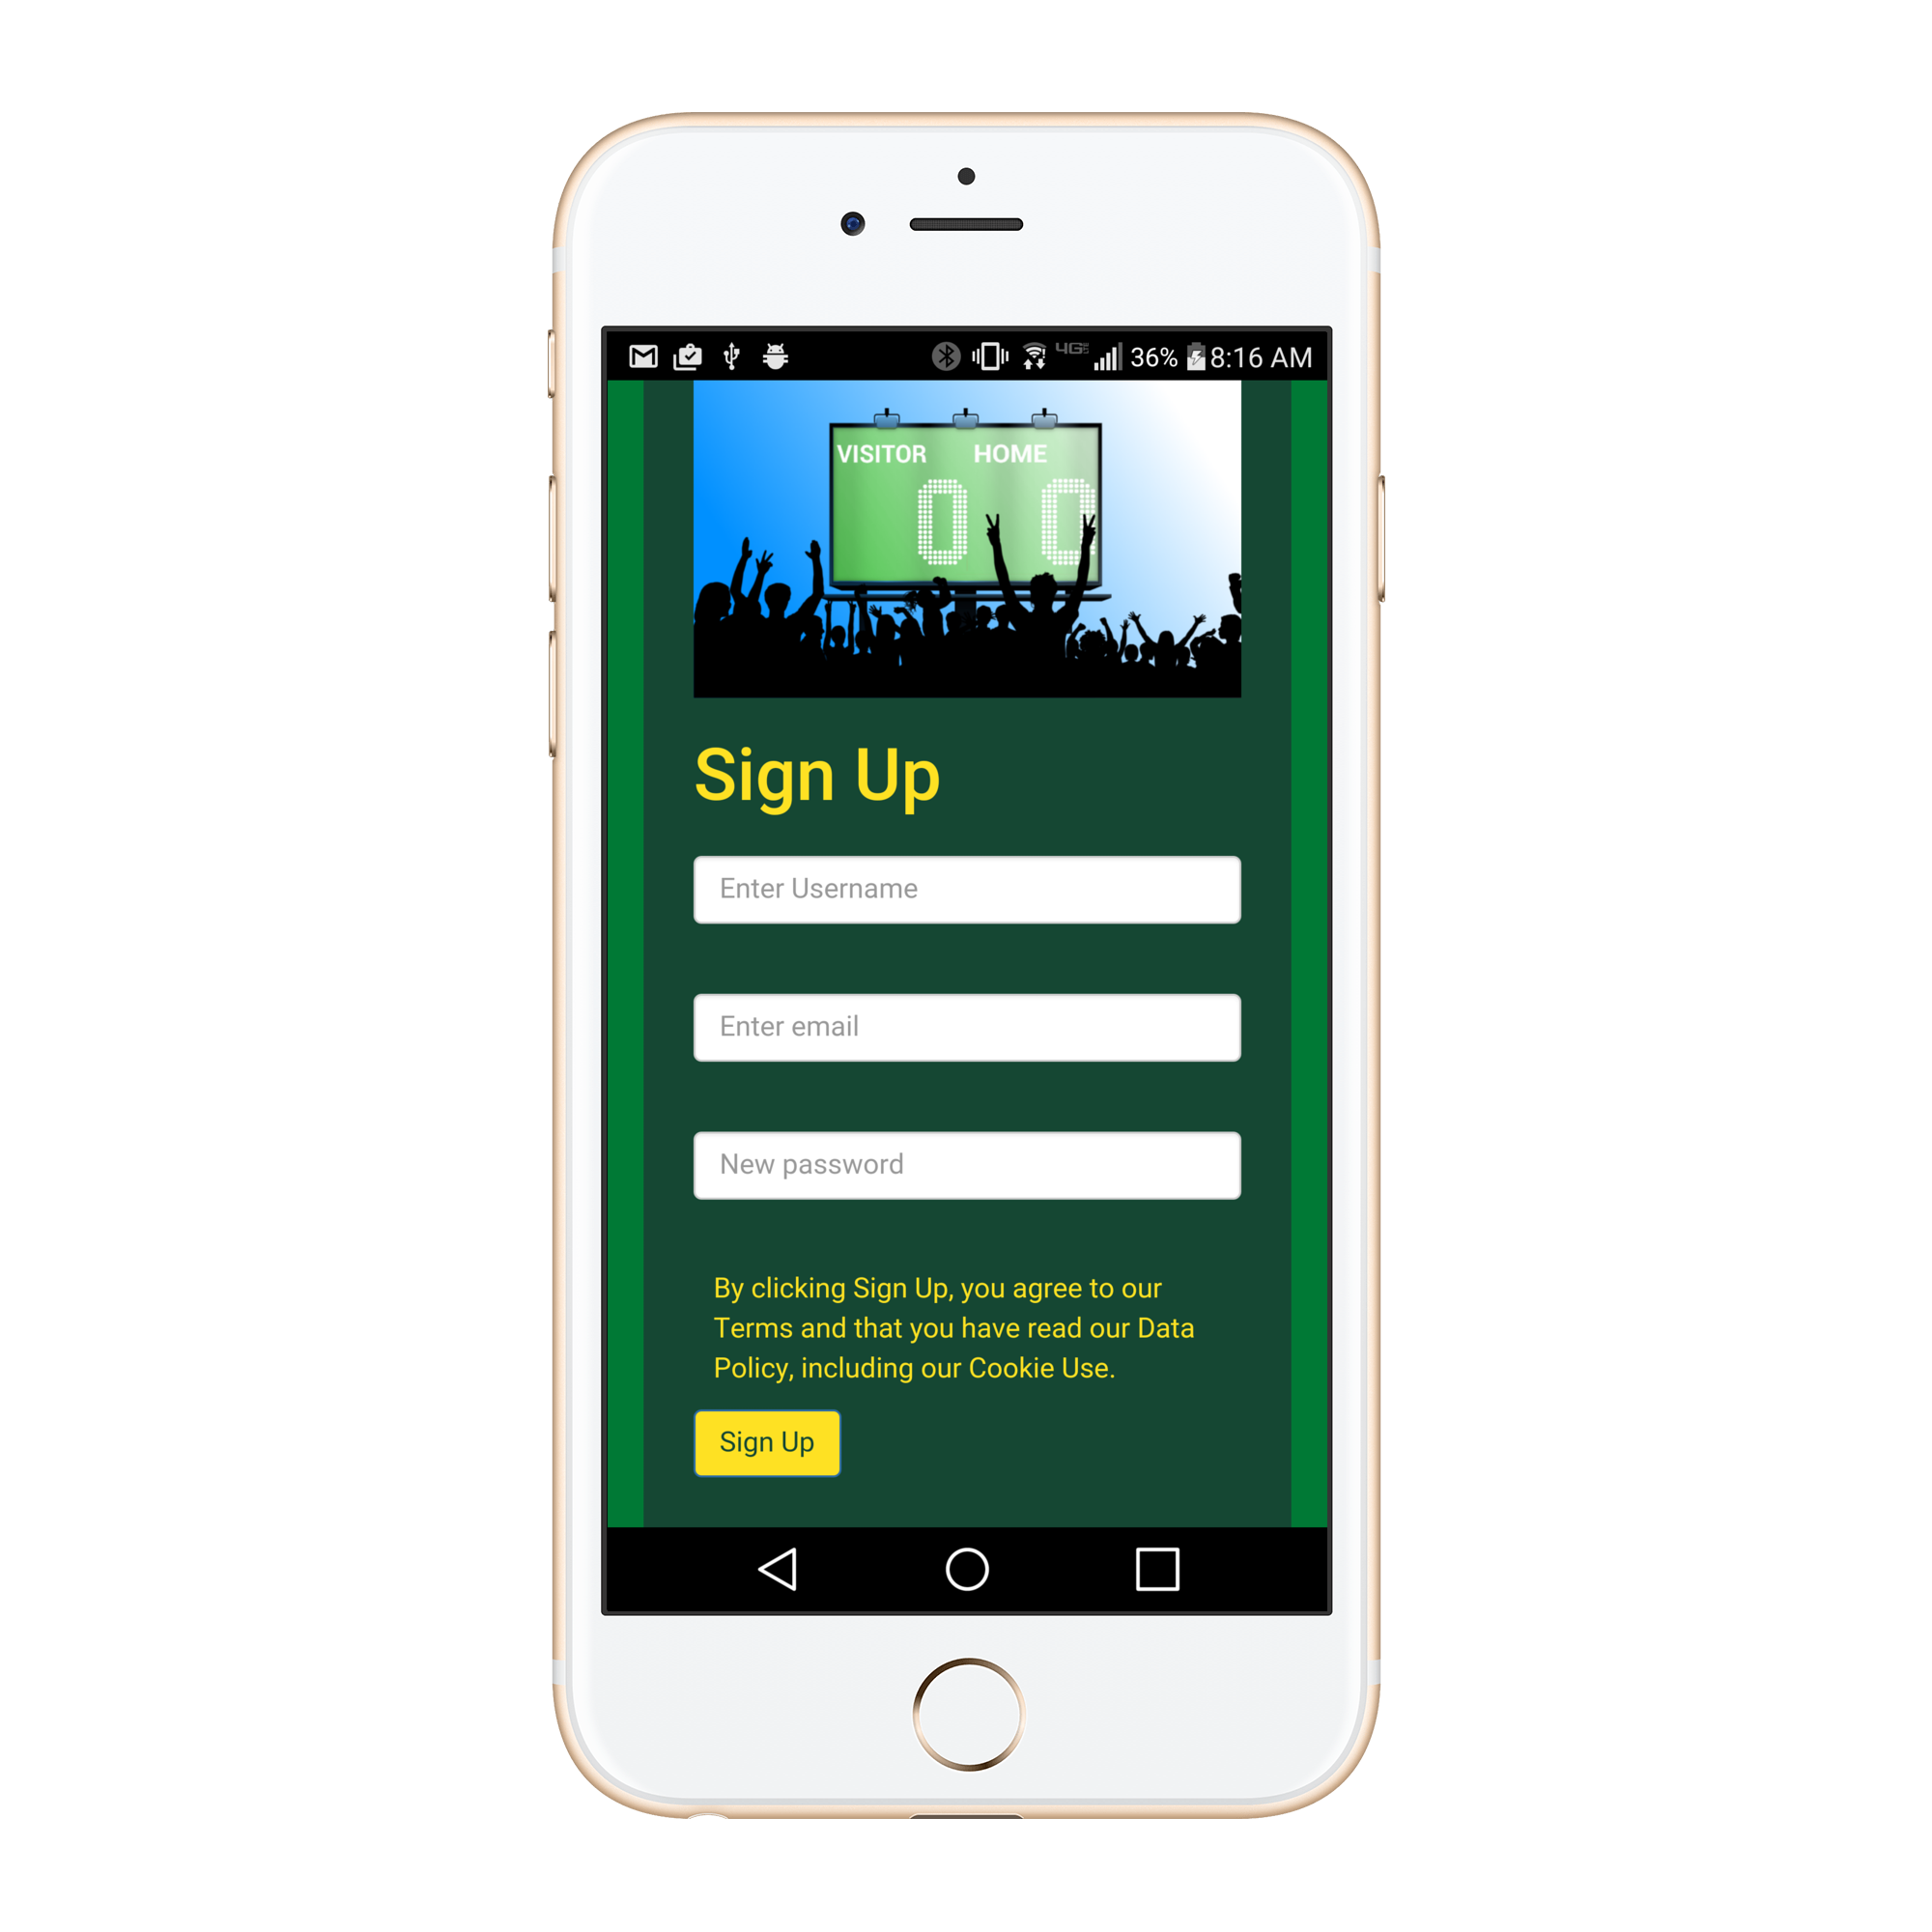 4G LTE 36% 8:16 AM
VISITOR HOME
0 0
Sign Up
Enter Username
Enter email
New password
By clicking Sign Up, you agree to our
Terms and that you have read our Data
Policy, including our Cookie Use.
Sign Up